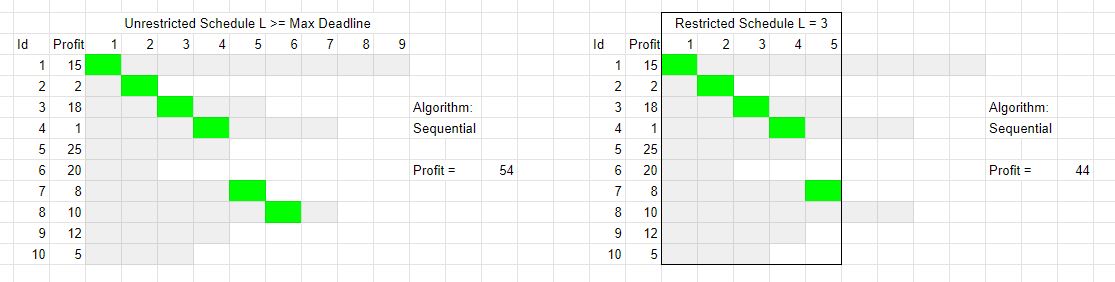 Unrestricted Schedule L >= Max Deadline Restricted Schedule L = 3
Id Profit 1 2 3 4 5 6 7 8 9 Id Profit 1 2 3 4 5
1 15 1 15
2 2 2 2
3 18 Algorithm: 3 18 Algorithm:
4 1 Sequential 4 1 Sequential
5 25 5 25
6 20 Profit = 54 6 20 Profit = 44
7 8 7 8
8 10 8 10
9 12 9 12
10 5 10 5